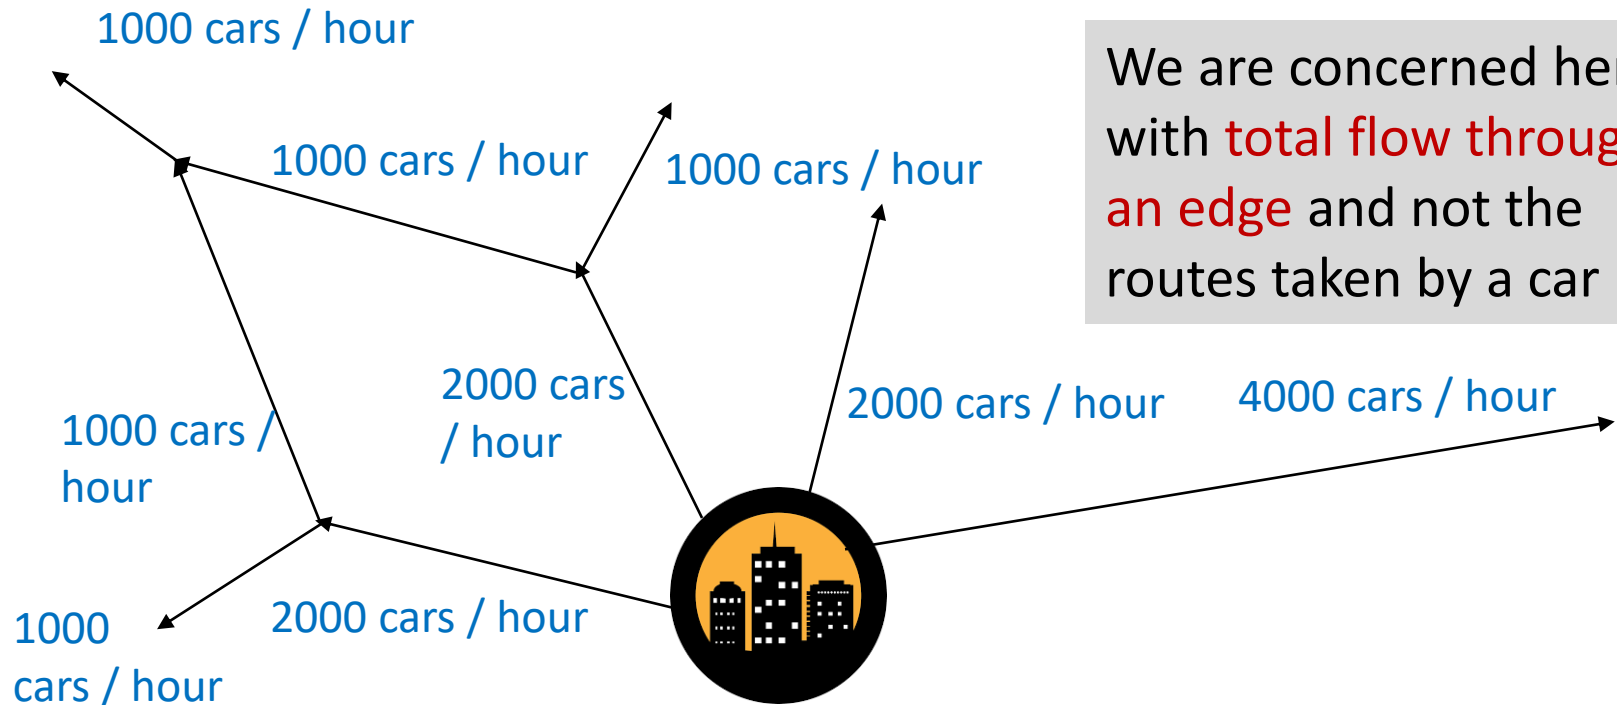 1000 cars / hour
We are concerned her
with total flow throug
an edge and not the
routes taken by a car
1000 cars / hour
1000 cars / hour
2000 cars
/ hour
2000 cars / hour
4000 cars / hour
1000 cars /
hour
2000 cars / hour
1000
cars / hour